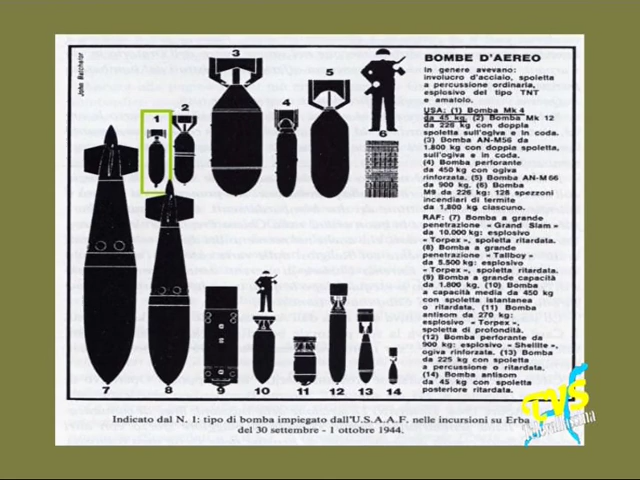 John Batchelor
BOMBE D'AEREO
In genere avevano:
involucro d'acciaio, spoletta
a percussione ordinaria,
esplosivo del tipo TNT
e amatolo.
USA: (1) Bomba Mk 4
da 45 kg. (2) Bomba Mk 12
da 226 kg con doppia
spoletta sull'ogiva e in coda.
(3) Bomba AN-M56 da
1.800 kg con doppia spoletta,
sull'ogiva e in coda.
(4) Bomba perforante
da 450 kg con ogiva
rinforzata. (5) Bomba AN-M66
da 900 kg. (6) Bomba
M9 da 226 kg: 128 spezzoni
incendiari di termite
da 1,800 kg ciascuno.
RAF: (7) Bomba a grande
penetrazione « Grand Slam »
da 10.000 kg: esplosivo
« Torpex », spoletta ritardata.
(8) Bomba a grande
penetrazione « Tallboy »
da 5.500 kg: esplosivo
« Torpex », spoletta ritardata.
(9) Bomba a grande capacità
da 1.800 kg, (10) Bomba
a capacità media da 450 kg
con spoletta istantanea
o ritardata. (11) Bomba
antisom da 270 kg:
esplosivo « Torpex »,
spoletta di profondità.
(12) Bomba perforante da
900 kg: esplosivo « Shellite »,
ogiva rinforzata. (13) Bomba
da 225 kg con spoletta
a percussione o ritardata.
(14) Bomba antisom
da 45 kg con spoletta
posteriore ritardata.
1 2 3 4 5 6
7 8 9 10 11 12 13 14
Indicato dal N. 1: tipo di bomba impiegato dall'U.S.A.A.F. nelle incursioni su Erba
del 30 settembre - 1 ottobre 1944.
TVS